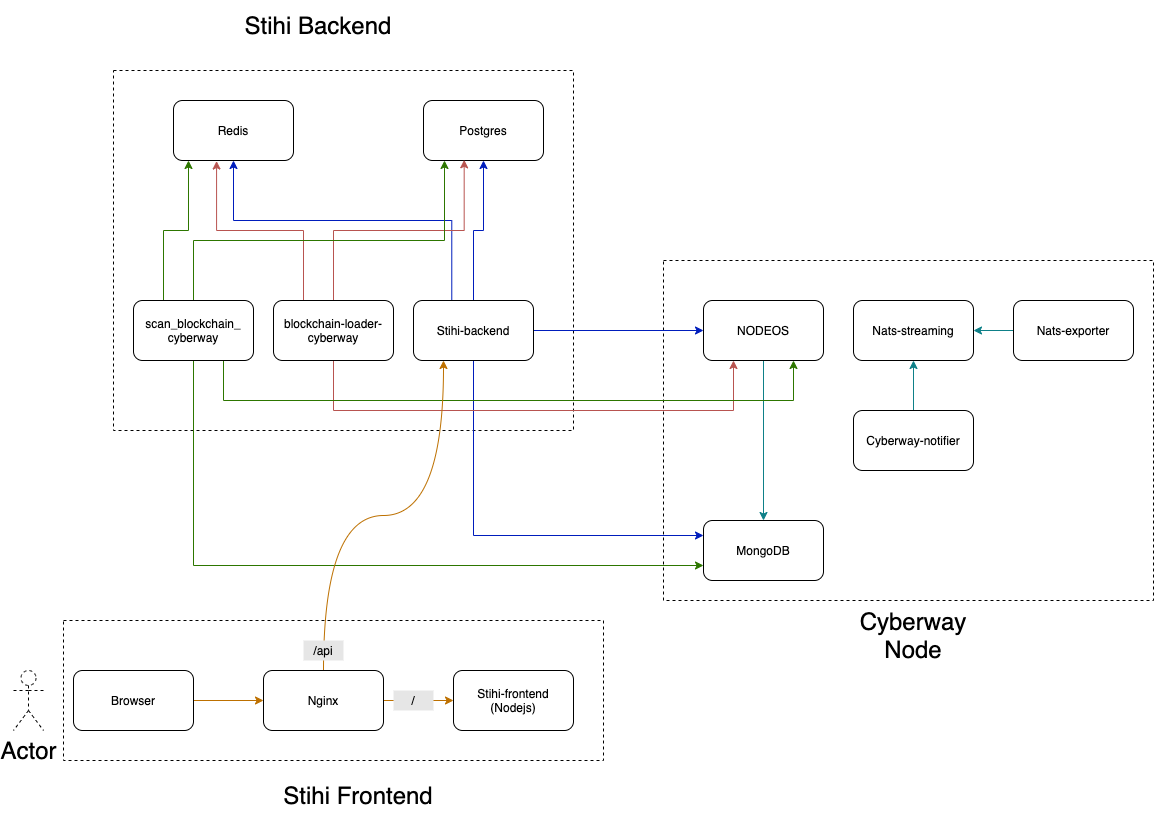 Stihi Backend
Redis
Postgres
scan_blockchain_
cyberway
blockchain-loader-
cyberway
Stihi-backend
NODEOS
Nats-streaming
Nats-exporter
Cyberway-notifier
MongoDB
Cyberway
Node
/api
Browser
Nginx
/
Stihi-frontend
(Nodejs)
Actor
Stihi Frontend